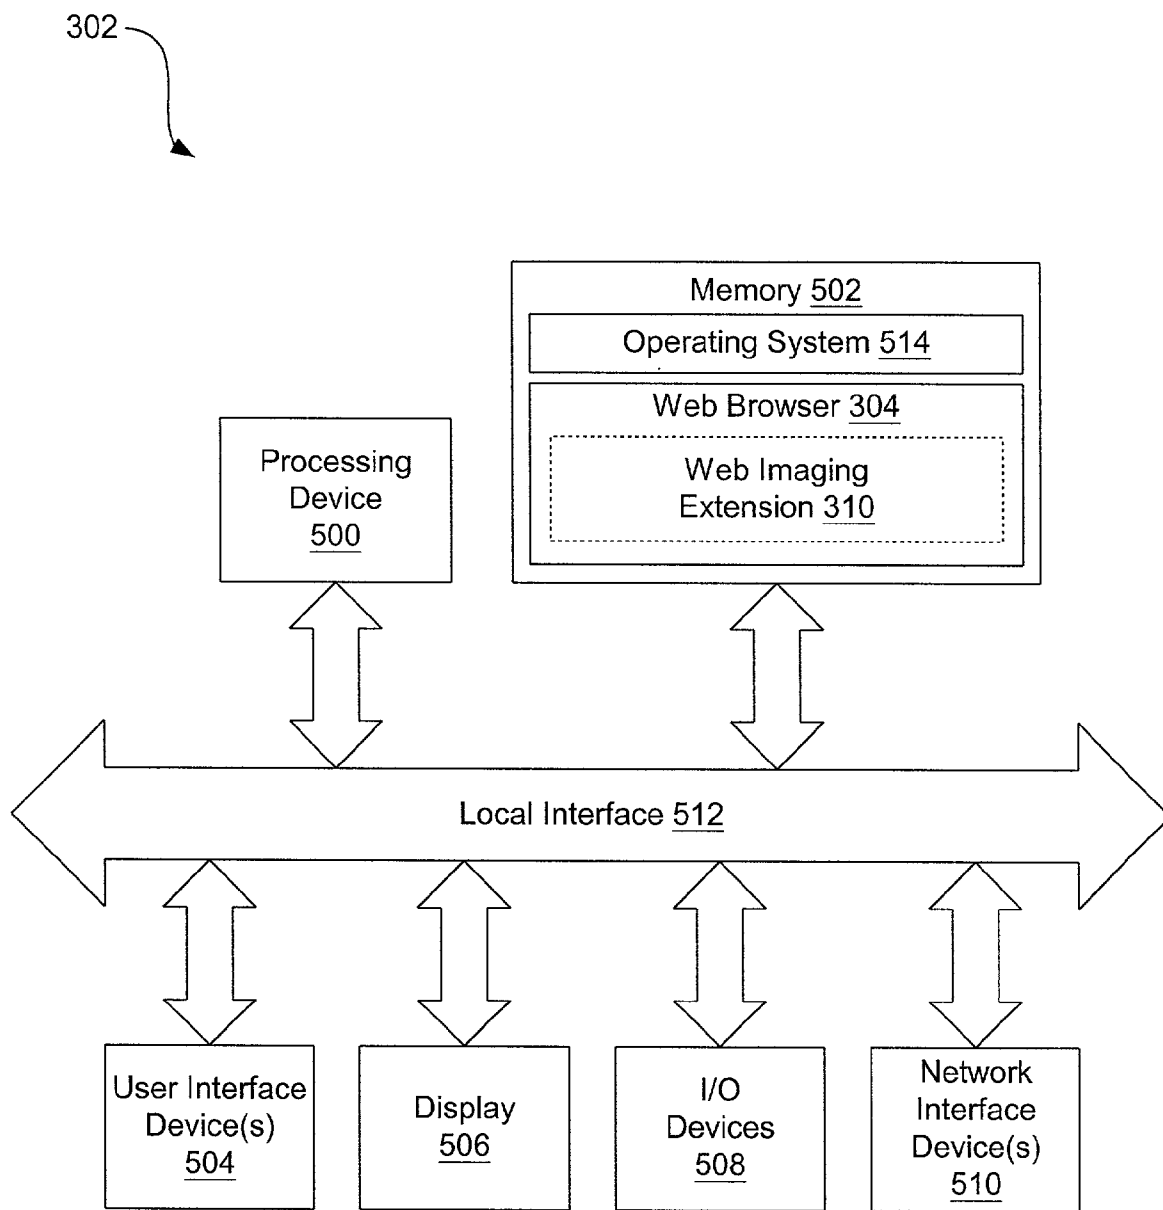 302
Memory 502
Operating System 514
Web Browser 304
Web Imaging
Extension 310
Processing
Device
500
Local Interface 512
User Interface
Device(s)
504
Display
506
I/O
Devices
508
Network
Interface
Device(s)
510